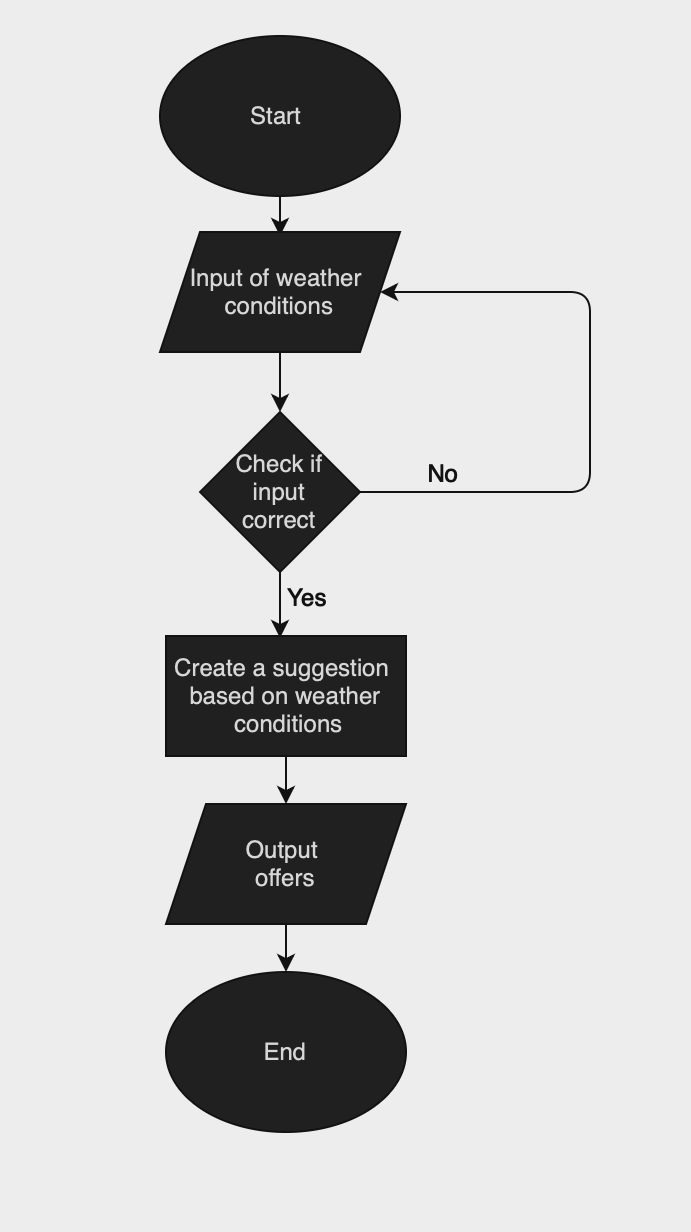 Start
Input of weather
conditions
Check if
input
correct
No
Yes
Create a suggestion
based on weather
conditions
Output
offers
End